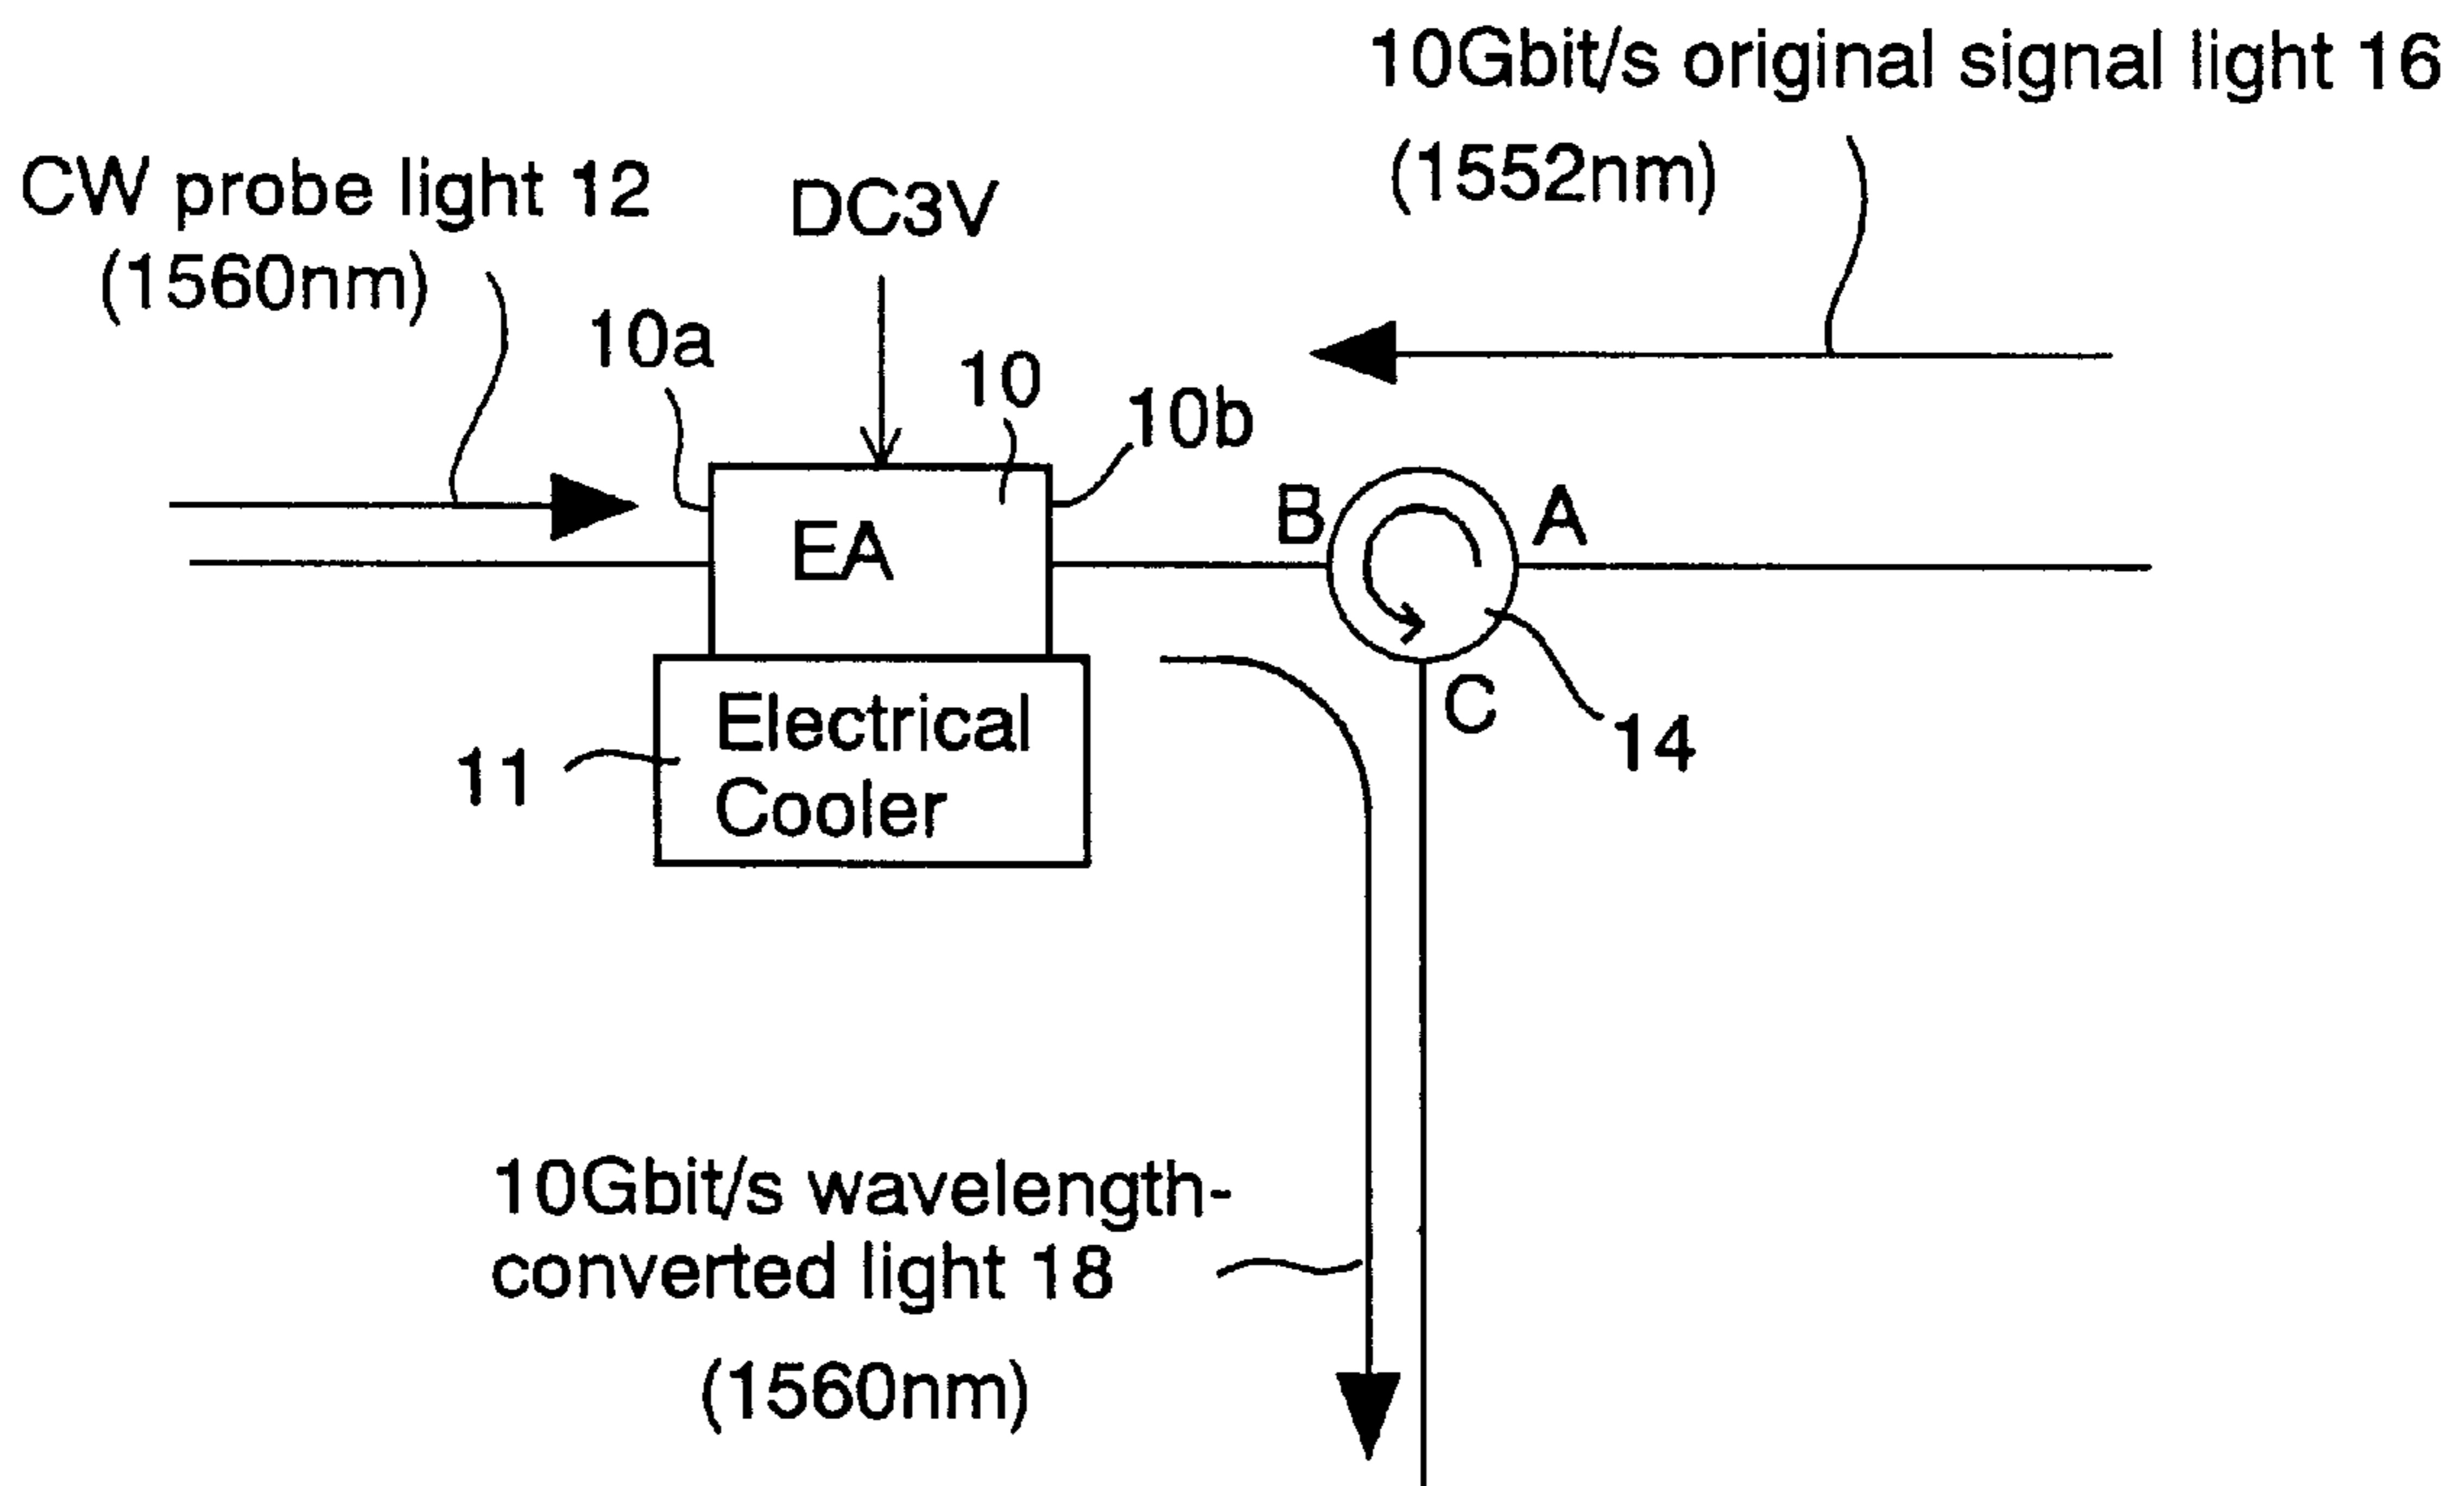 10Gbit/s original signal light 16
(1552nm)
CW probe light 12
(1560nm)
DC3V
10a
10
10b
EA
B
A
C
14
Electrical
Cooler
11
10Gbit/s wavelength-
converted light 18
(1560nm)